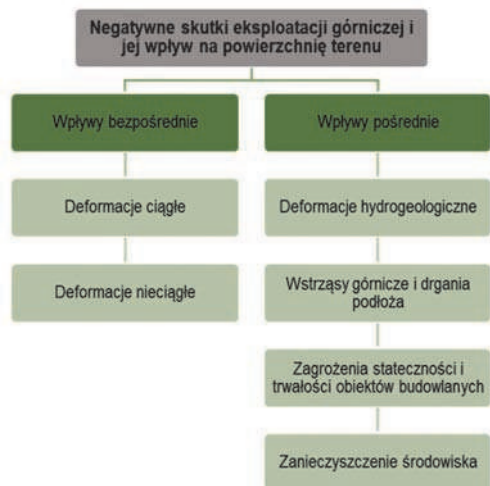 Negatywne skutki eksploatacji górniczej i
jej wpływ na powierzchnię terenu
Wpływy bezpośrednie
Wpływy pośrednie
Deformacje ciągłe
Deformacje hydrogeologiczne
Deformacje nieciągłe
Wstrząsy górnicze i drgania
podłoża
Zagrożenia stateczności i
trwałości obiektów budowlanych
Zanieczyszczenie środowiska